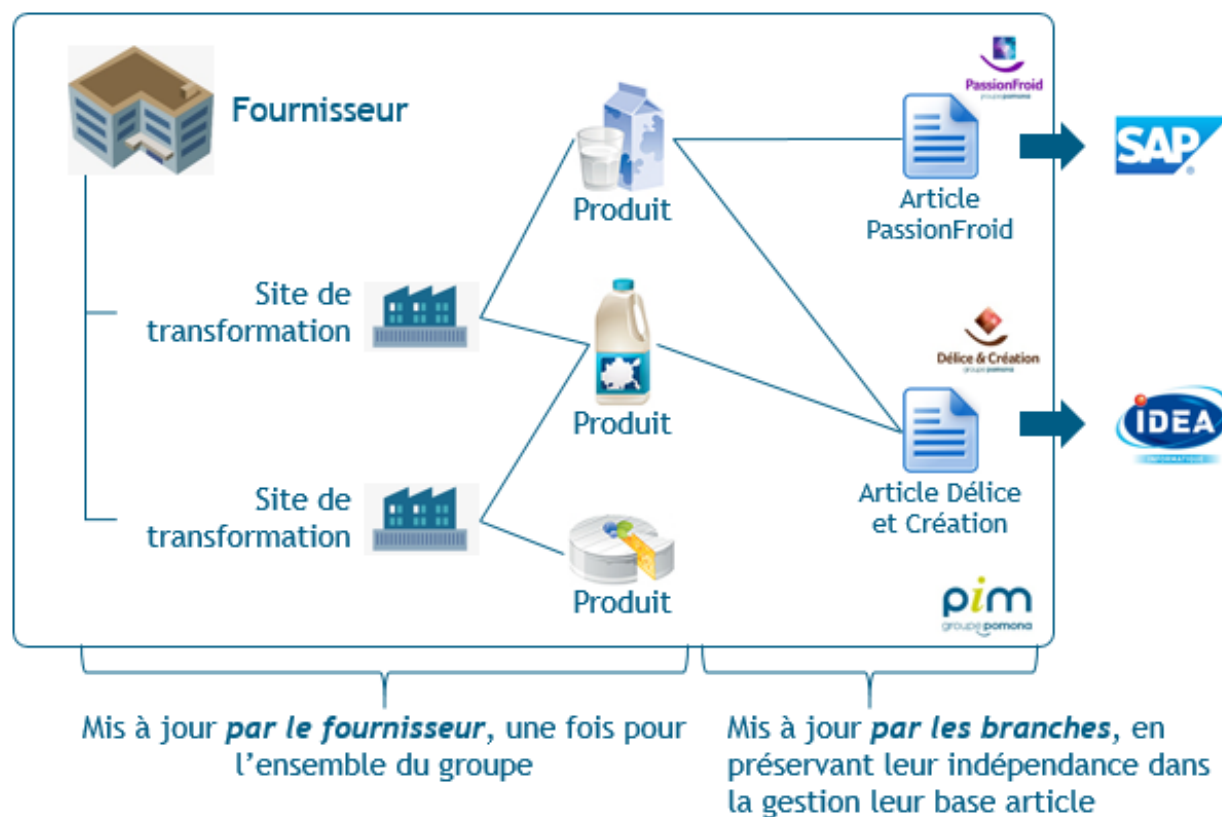 PassionFroid
groupe pomona
Fournisseur
SAP
®
Produit
Article
PassionFroid
Site de
transformation
Délice & Création
groupe pomona
Produit
iDEA
INFORMATIQUE
Site de
transformation
Article Délice
et Création
Produit
pim
groupe pomona
Mis à jour par le fournisseur, une fois pour
l'ensemble du groupe
Mis à jour par les branches, en
préservant leur indépendance dans
la gestion leur base article